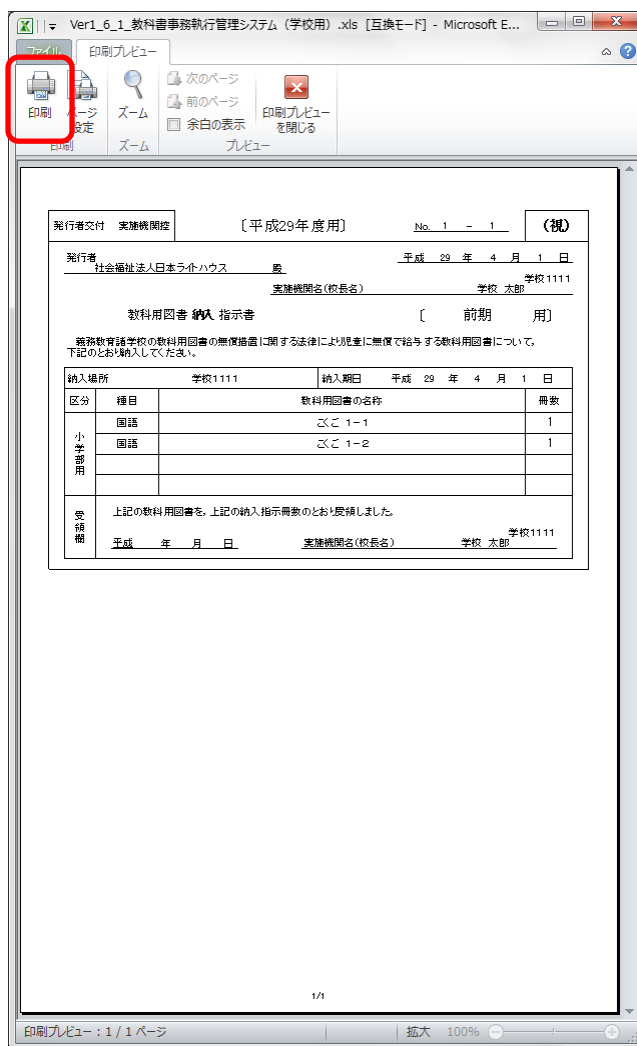 Ver1_6_1_教科書事務執行管理システム（学校用）.xls [互換モード] - Microsoft E...
ファイル 印刷プレビュー
印刷 ページ設定 ズーム 次のページ 前のページ 余白の表示 印刷プレビューを閉じる
印刷 ズーム プレビュー
発行者交付 実施機関控 〔平成29年度用〕 No. 1 － 1 (視)
発行者 平成 29 年 4 月 1 日
社会福祉法人日本ライトハウス 殿
学校1111
実施機関名(校長名) 学校 太郎
教科用図書 納入 指示書 〔 前期 用〕
義務教育諸学校の教科用図書の無償措置に関する法律により児童に無償で給与する教科用図書について,
下記のとおり納入してください。
納入場所 学校1111 納入期日 平成 29 年 4 月 1 日
区分 種目 教科用図書の名称 冊数
小学部用
国語 こくご 1-1 1
国語 こくご 1-2 1
受領欄
上記の教科用図書を,上記の納入指示冊数のとおり受領しました。
学校1111
平成 年 月 日 実施機関名(校長名) 学校 太郎
1/1
印刷プレビュー：1 / 1 ページ 拡大 100%